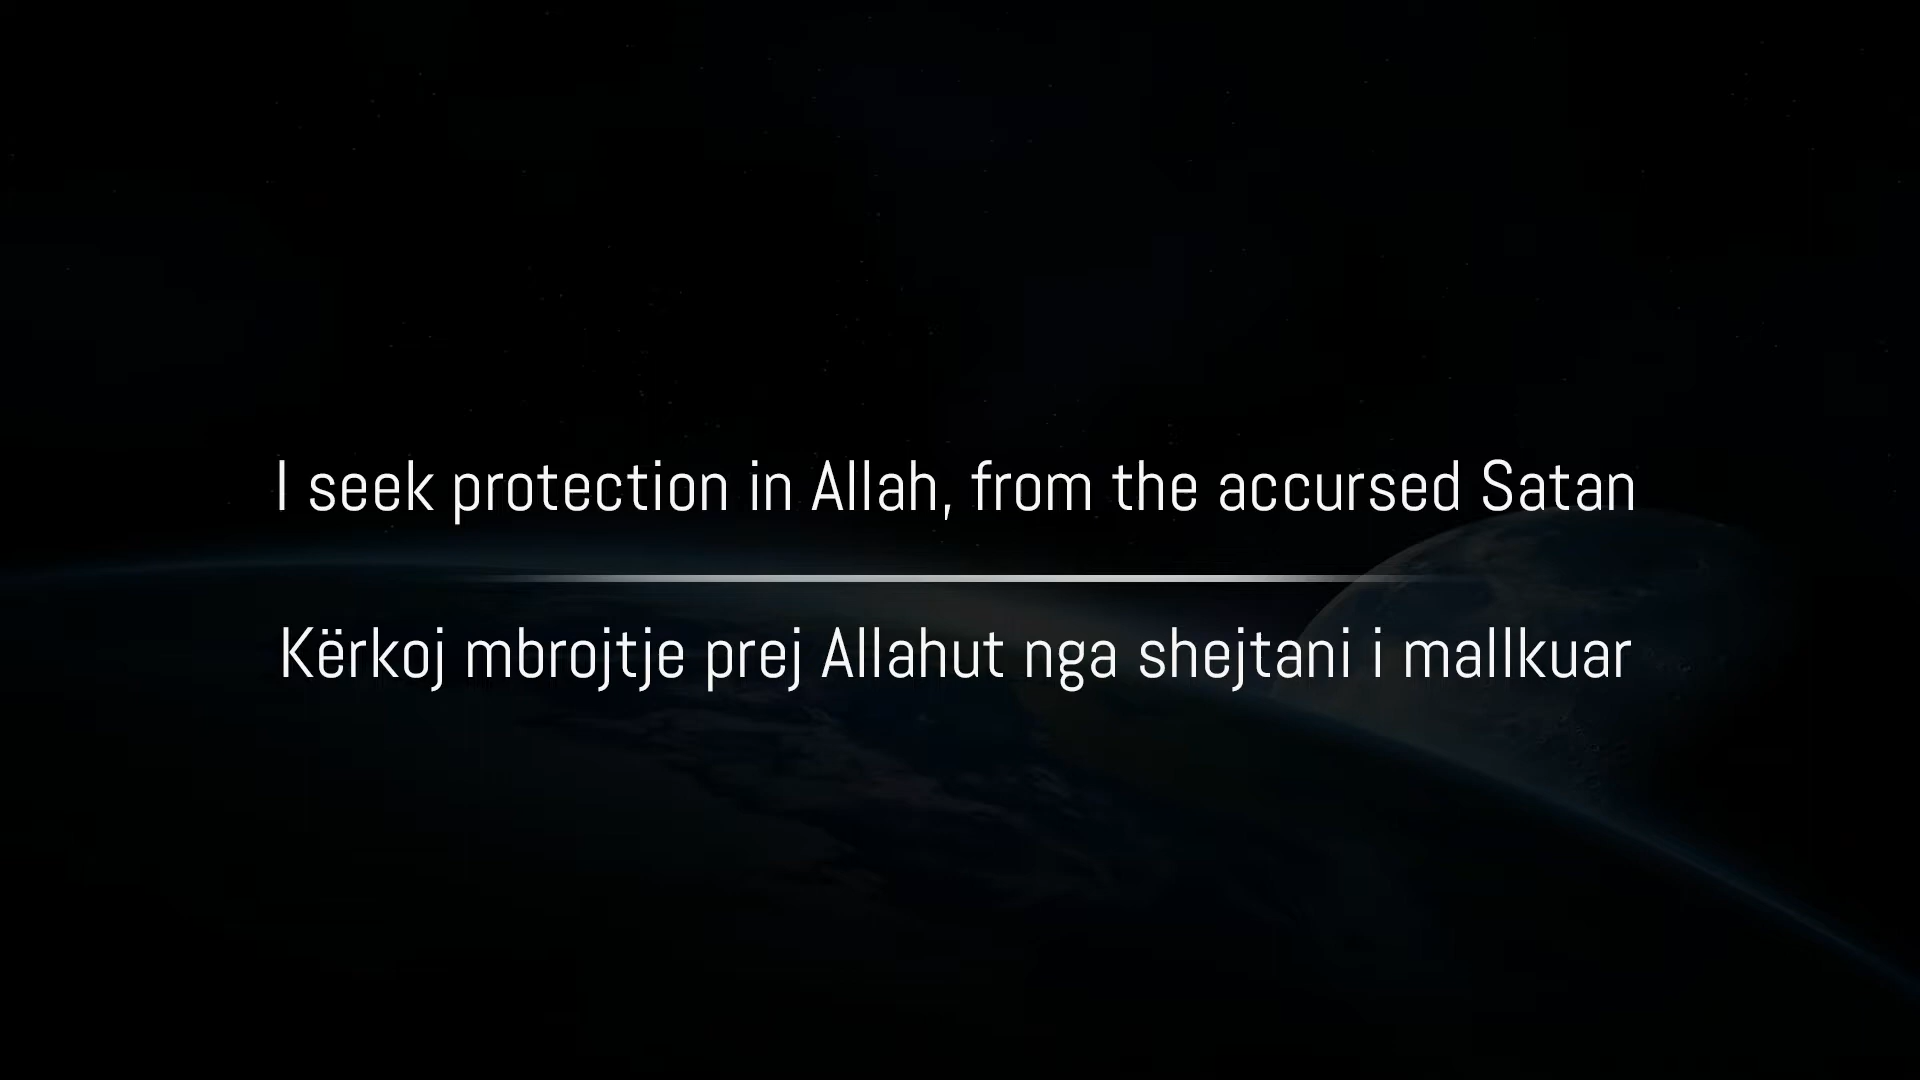 I seek protection in Allah, from the accursed Satan
Kërkoj mbrojtje prej Allahut nga shejtani i mallkuar